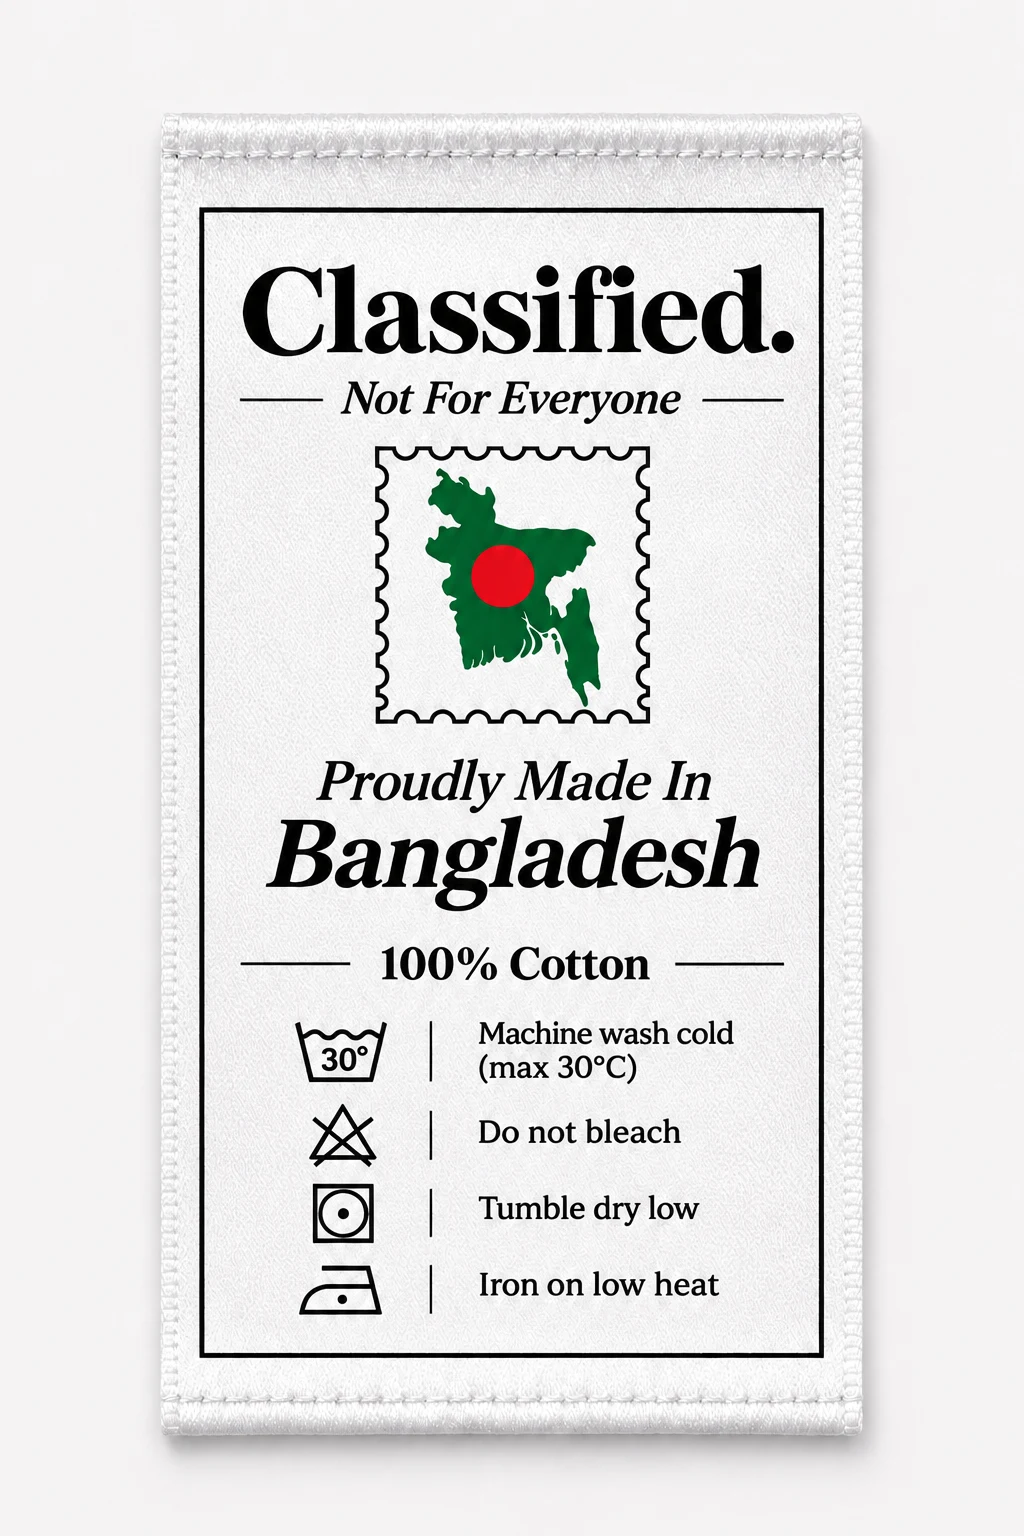 Classified.
Not For Everyone
Proudly Made In
Bangladesh
100% Cotton
30°
Machine wash cold
(max 30°C)
Do not bleach
Tumble dry low
Iron on low heat